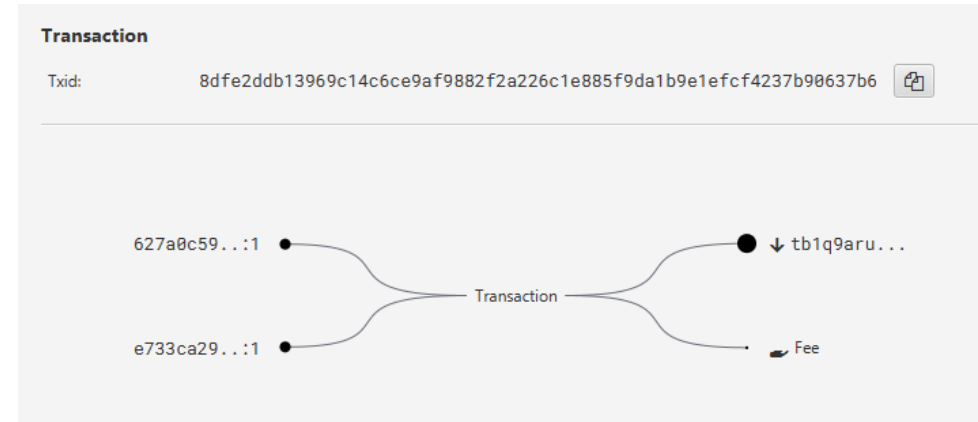 Transaction
Txid: 8dfe2ddb13969c14c6ce9af9882f2a226c1e885f9da1b9e1efcf4237b90637b6
627a0c59..:1
tb1q9aru...
Transaction
e733ca29..:1
Fee